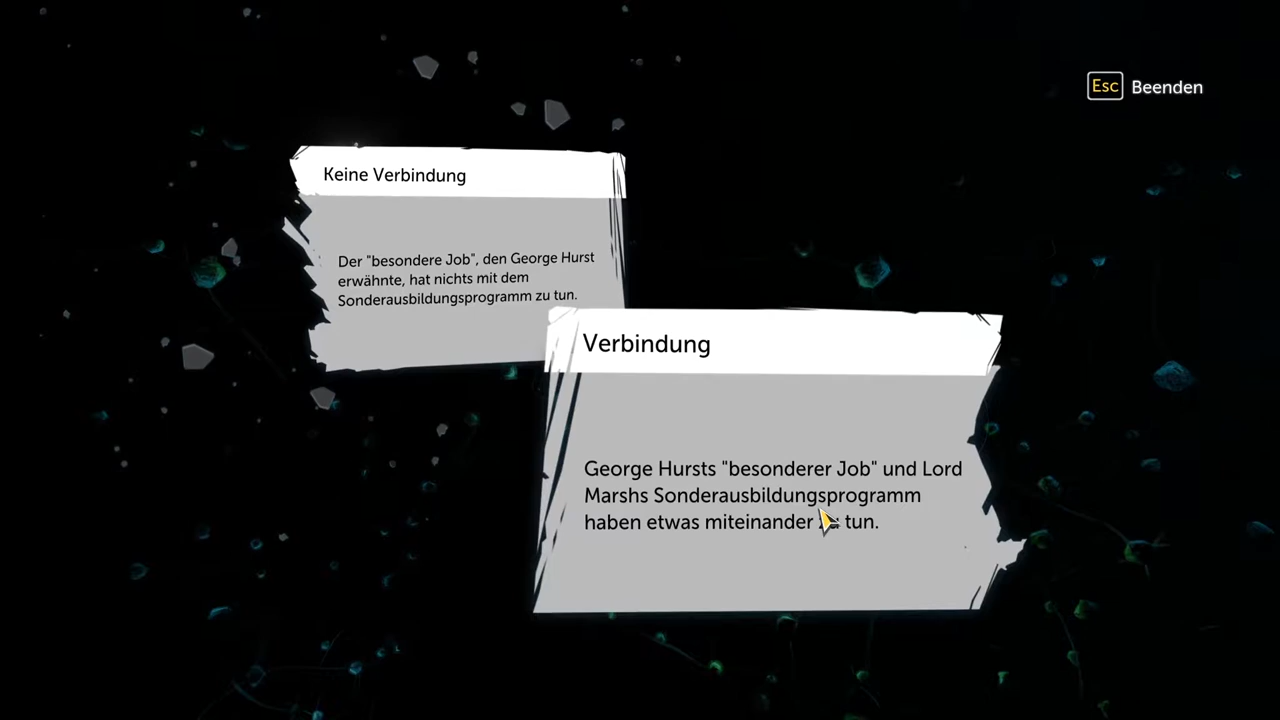 Esc Beenden
Keine Verbindung
Der "besondere Job", den George Hurst
erwähnte, hat nichts mit dem
Sonderausbildungsprogramm zu tun.
Verbindung
George Hursts "besonderer Job" und Lord
Marshs Sonderausbildungsprogramm
haben etwas miteinander zu tun.